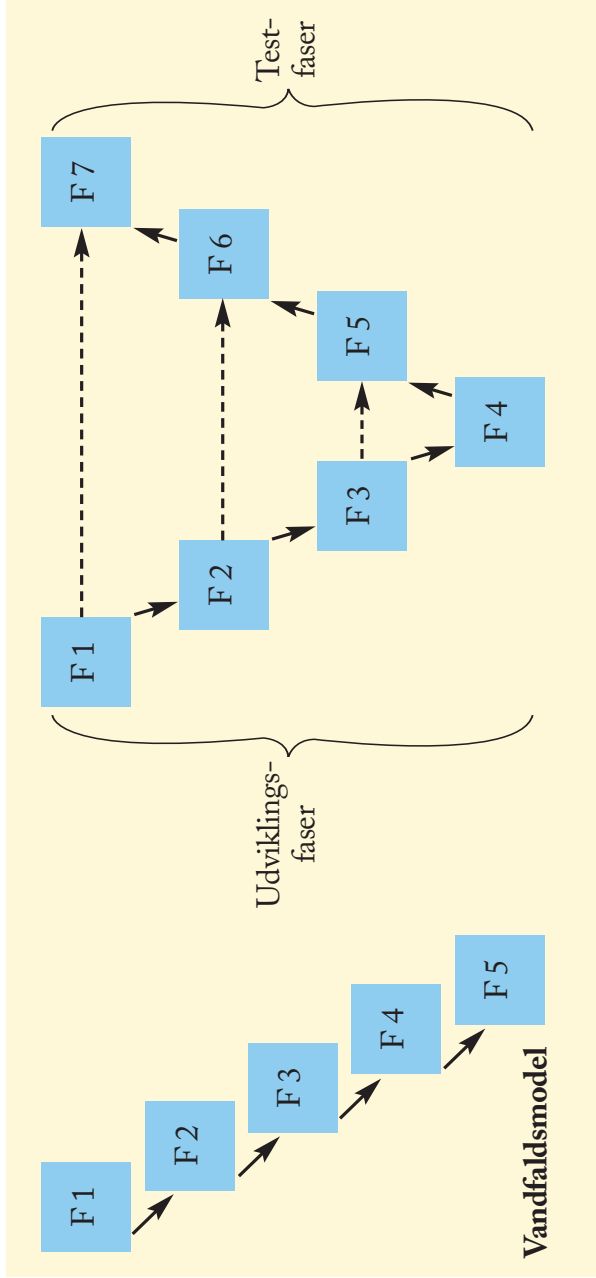 F 1
F 2
F 3
F 4
F 5
Vandfaldsmodel
Udviklings-
faser
F 1
F 2
F 3
F 4
F 5
F 6
F 7
Test-
faser